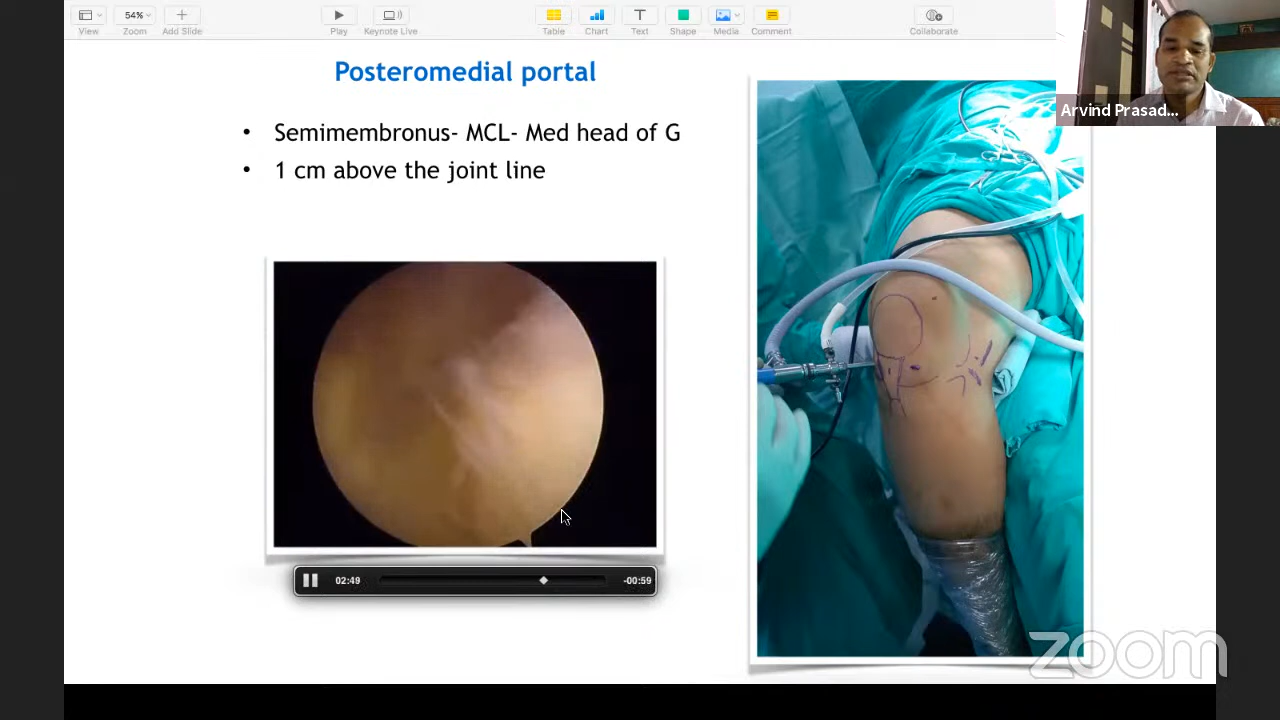 54%
View
Zoom
Add Slide
Play
Keynote Live
Table
Chart
Text
Shape
Media
Comment
Collaborate
Arvind Prasad...
Posteromedial portal
• Semimembronus- MCL- Med head of G
• 1 cm above the joint line
02:49
-00:59
zoom